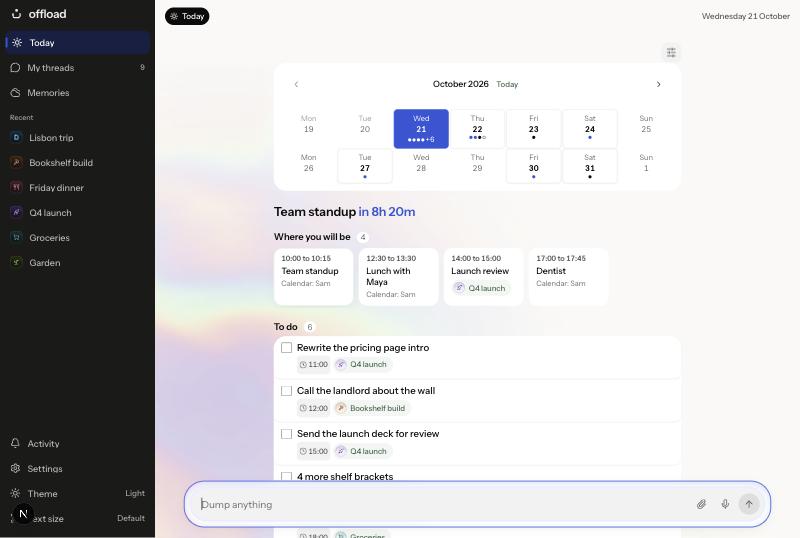 offload
Today
My threads 9
Memories
Recent
Lisbon trip
Bookshelf build
Friday dinner
Q4 launch
Groceries
Garden
Activity
Settings
Theme Light
ext size Default
N
Today
Wednesday 21 October
October 2026 Today
Mon Tue Wed Thu Fri Sat Sun
19 20 21 22 23 24 25
+6
Mon Tue Wed Thu Fri Sat Sun
26 27 28 29 30 31 1
Team standup in 8h 20m
Where you will be 4
10:00 to 10:15
Team standup
Calendar: Sam
12:30 to 13:30
Lunch with
Maya
Calendar: Sam
14:00 to 15:00
Launch review
Q4 launch
17:00 to 17:45
Dentist
Calendar: Sam
To do 6
Rewrite the pricing page intro
11:00 Q4 launch
Call the landlord about the wall
12:00 Bookshelf build
Send the launch deck for review
15:00 Q4 launch
4 more shelf brackets
Dump anything
18:00 Groceries